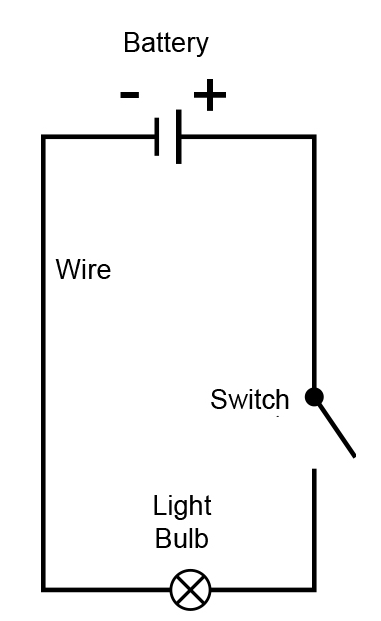 Battery
- +
Wire
Switch
Light
Bulb